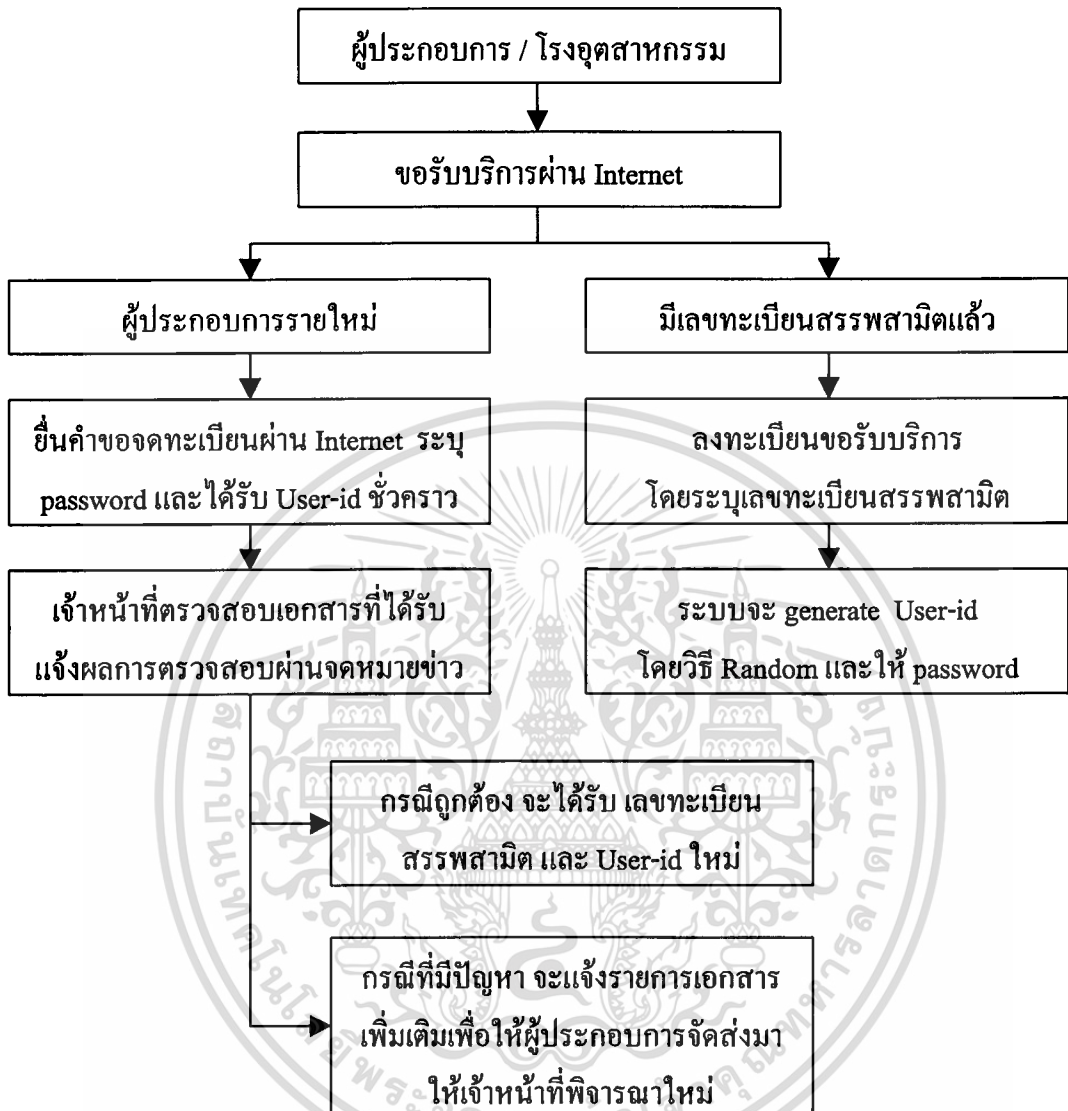 ผู้ประกอบการ / โรงอุตสาหกรรม
ขอรับบริการผ่าน Internet
ผู้ประกอบการรายใหม่
มีเลขทะเบียนสรรพสามิตแล้ว
ยื่นคำขอจดทะเบียนผ่าน Internet ระบุ
password และได้รับ User-id ชั่วคราว
ลงทะเบียนขอรับบริการ
โดยระบุเลขทะเบียนสรรพสามิต
เจ้าหน้าที่ตรวจสอบเอกสารที่ได้รับ
แจ้งผลการตรวจสอบผ่านจดหมายข่าว
ระบบจะ generate User-id
โดยวิธี Random และให้ password
กรณีถูกต้อง จะได้รับ เลขทะเบียน
สรรพสามิต และ User-id ใหม่
กรณีที่มีปัญหา จะแจ้งรายการเอกสาร
เพิ่มเติมเพื่อให้ผู้ประกอบการจัดส่งมา
ให้เจ้าหน้าที่พิจารณาใหม่